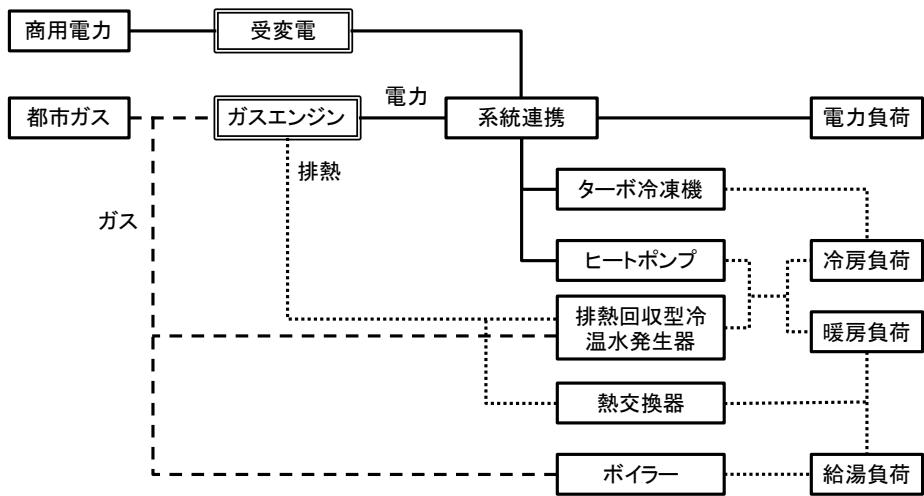 商用電力
受変電
都市ガス
ガスエンジン
電力
系統連携
電力負荷
排熱
ターボ冷凍機
ガス
ヒートポンプ
冷房負荷
排熱回収型冷
温水発生器
暖房負荷
熱交換器
ボイラー
給湯負荷